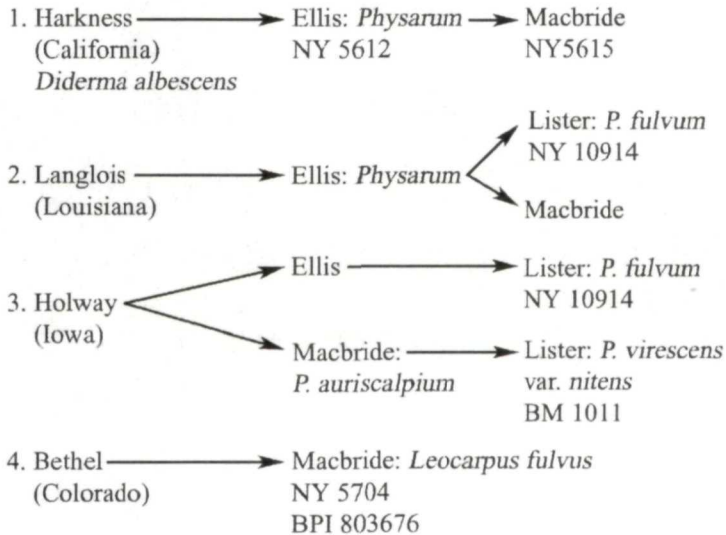 1. Harkness
(California)
Diderma albescens
Ellis: Physarum
NY 5612
Macbride
NY5615
2. Langlois
(Louisiana)
Ellis: Physarum
Lister: P. fulvum
NY 10914
Macbride
3. Holway
(Iowa)
Ellis
Lister: P. fulvum
NY 10914
Macbride:
P. auriscalpium
Lister: P. virescens
var. nitens
BM 1011
4. Bethel
(Colorado)
Macbride: Leocarpus fulvus
NY 5704
BPI 803676